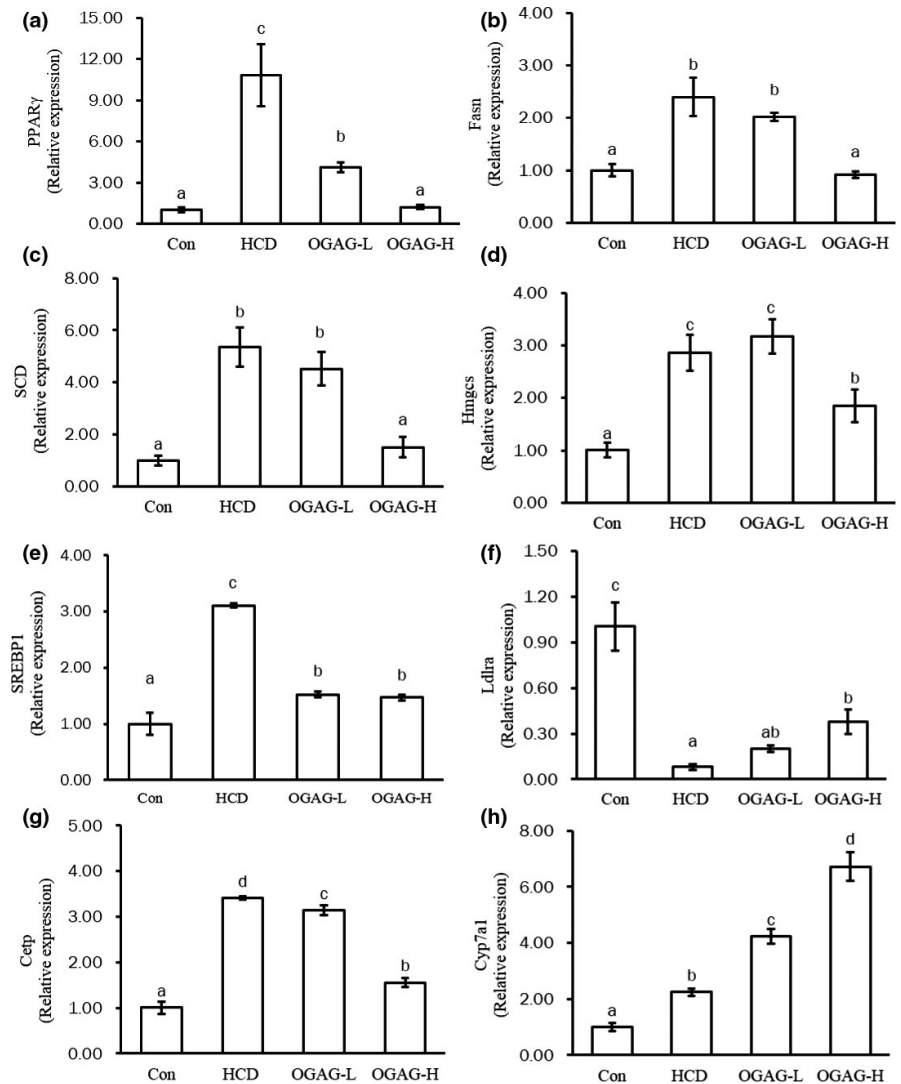 (a)
PPARγ
(Relative expression)
15.00
12.00
9.00
6.00
3.00
0.00
a
c
b
a
Con HCD OGAG-L OGAG-H
(b)
Fasn
(Relative expression)
4.00
3.00
2.00
1.00
0.00
a
b
b
a
Con HCD OGAG-L OGAG-H
(c)
SCD
(Relative expression)
8.00
6.00
4.00
2.00
0.00
a
b
b
a
Con HCD OGAG-L OGAG-H
(d)
Hmgcs
(Relative expression)
4.00
3.00
2.00
1.00
0.00
a
c
c
b
Con HCD OGAG-L OGAG-H
(e)
SREBP1
(Relative expression)
4.00
3.00
2.00
1.00
0.00
a
c
b
b
Con HCD OGAG-L OGAG-H
(f)
Ldlra
(Relative expression)
1.50
1.20
0.90
0.60
0.30
0.00
c
a
ab
b
Con HCD OGAG-L OGAG-H
(g)
Cetp
(Relative expression)
5.00
4.00
3.00
2.00
1.00
0.00
a
d
c
b
Con HCD OGAG-L OGAG-H
(h)
Cyp7a1
(Relative expression)
8.00
6.00
4.00
2.00
0.00
a
b
c
d
Con HCD OGAG-L OGAG-H